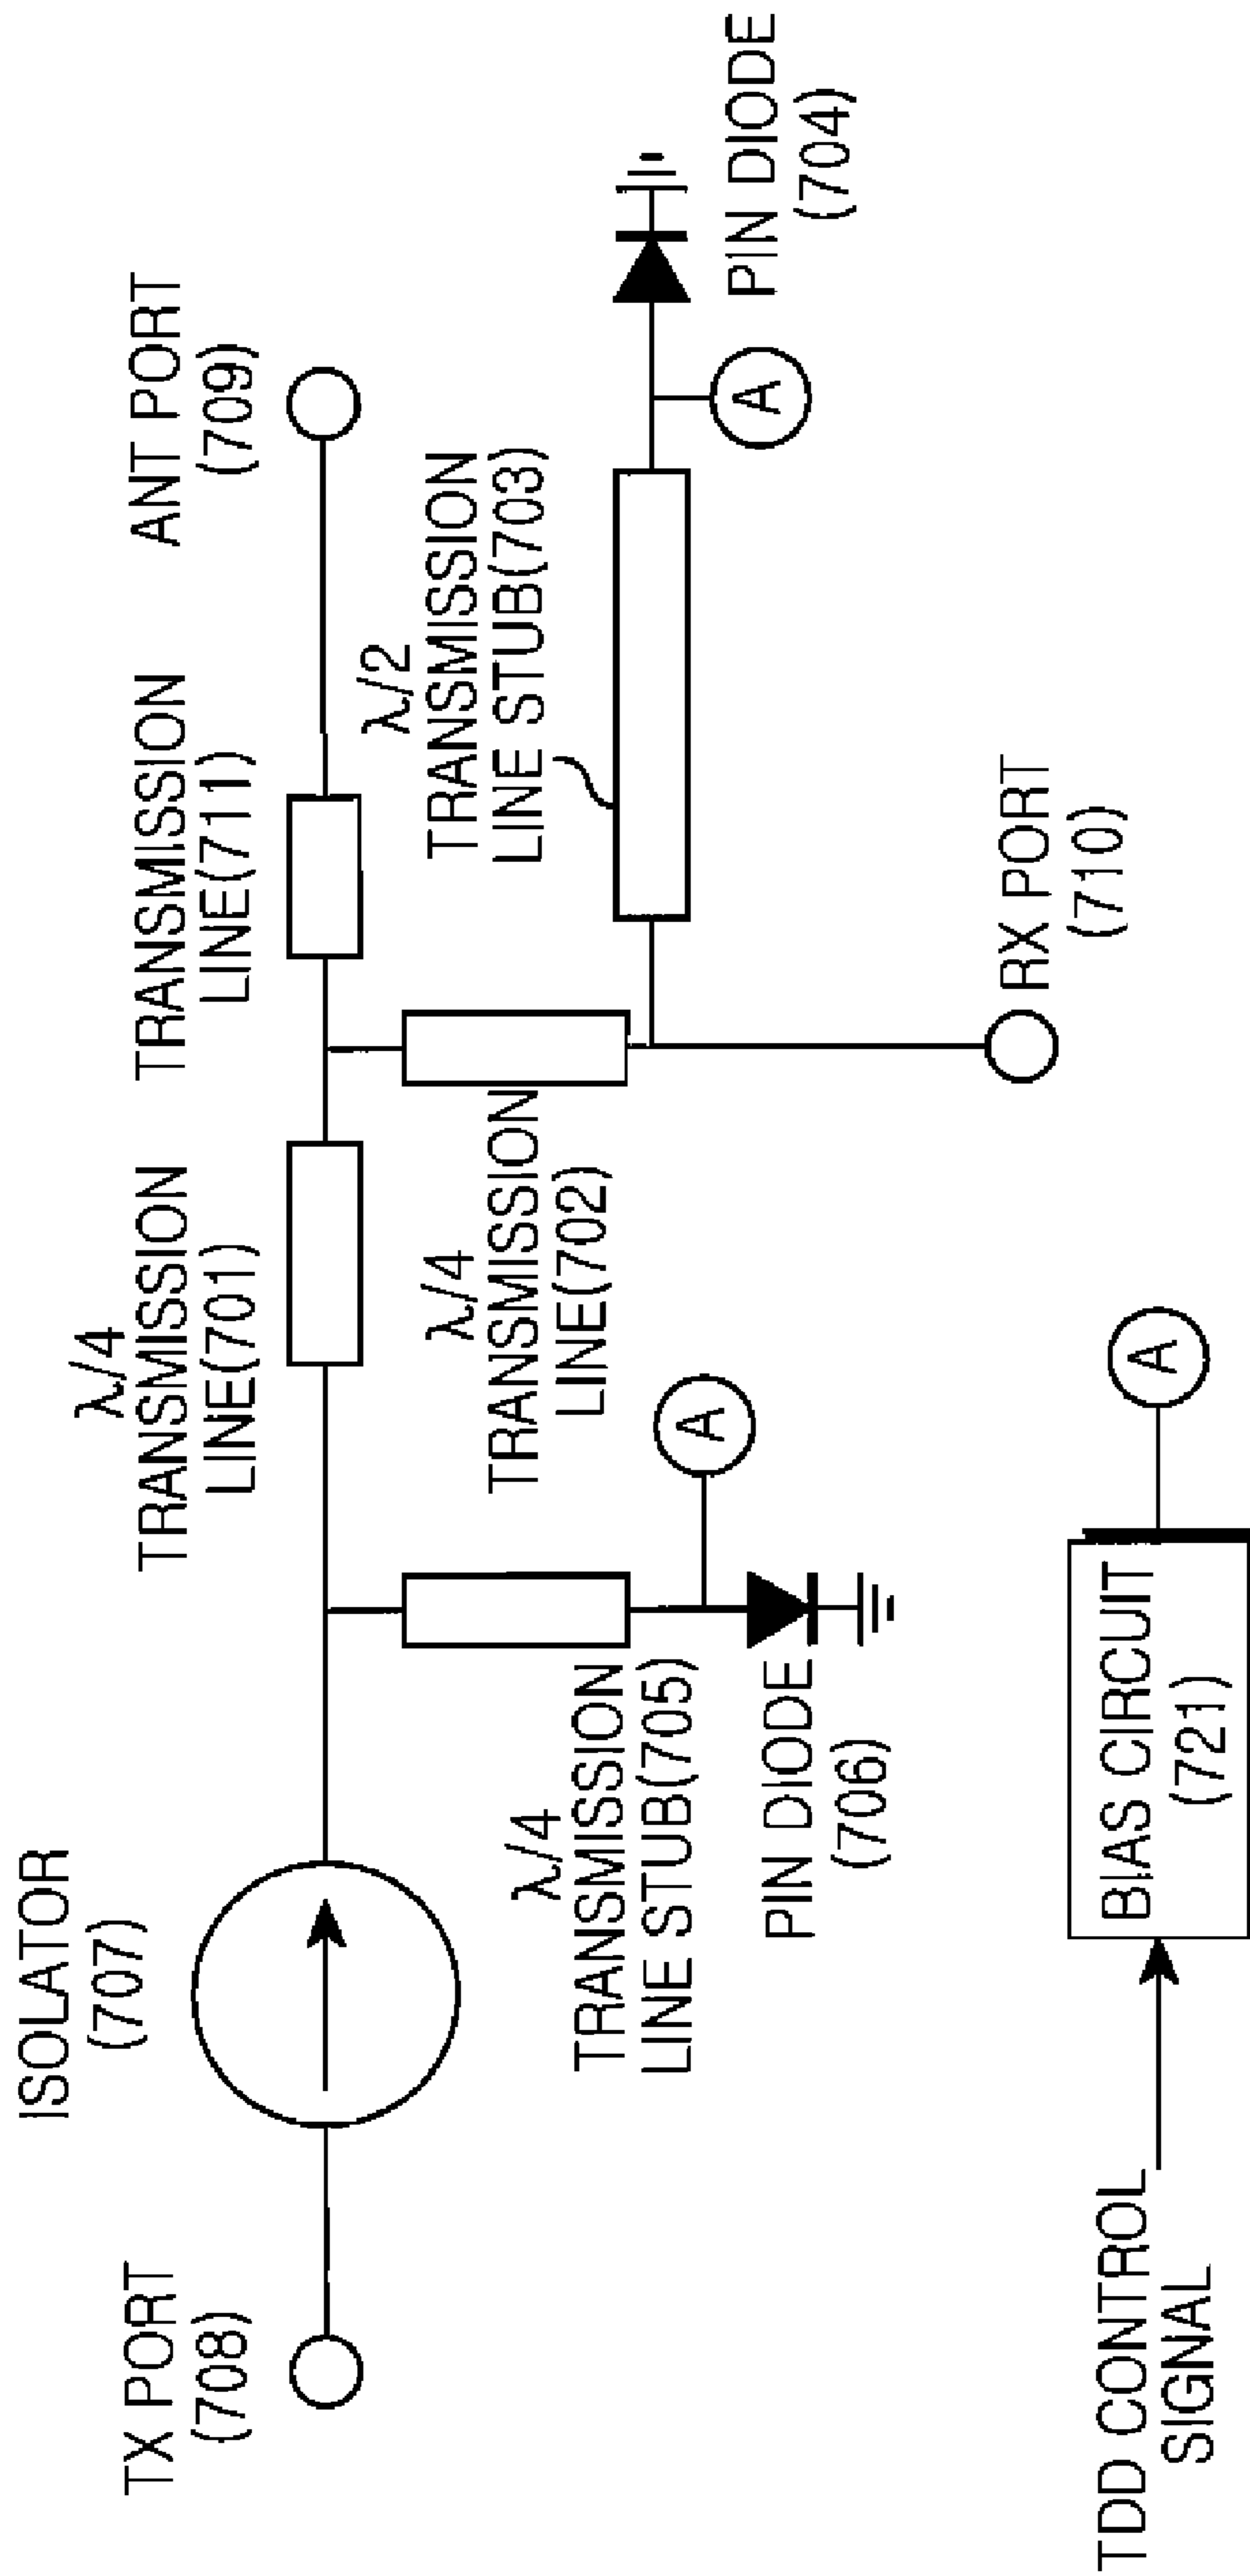 ISOLATOR
(707)
TX PORT
(708)
λ/4
TRANSMISSION
LINE(701)
TRANSMISSION
LINE(711)
ANT PORT
(709)
λ/4
TRANSMISSION
LINE STUB(705)
PIN DIODE
(706)
A
λ/4
TRANSMISSION
LINE(702)
λ/2
TRANSMISSION
LINE STUB(703)
A
PIN DIODE
(704)
RX PORT
(710)
TDD CONTROL
SIGNAL
BIAS CIRCUIT
(721)
A